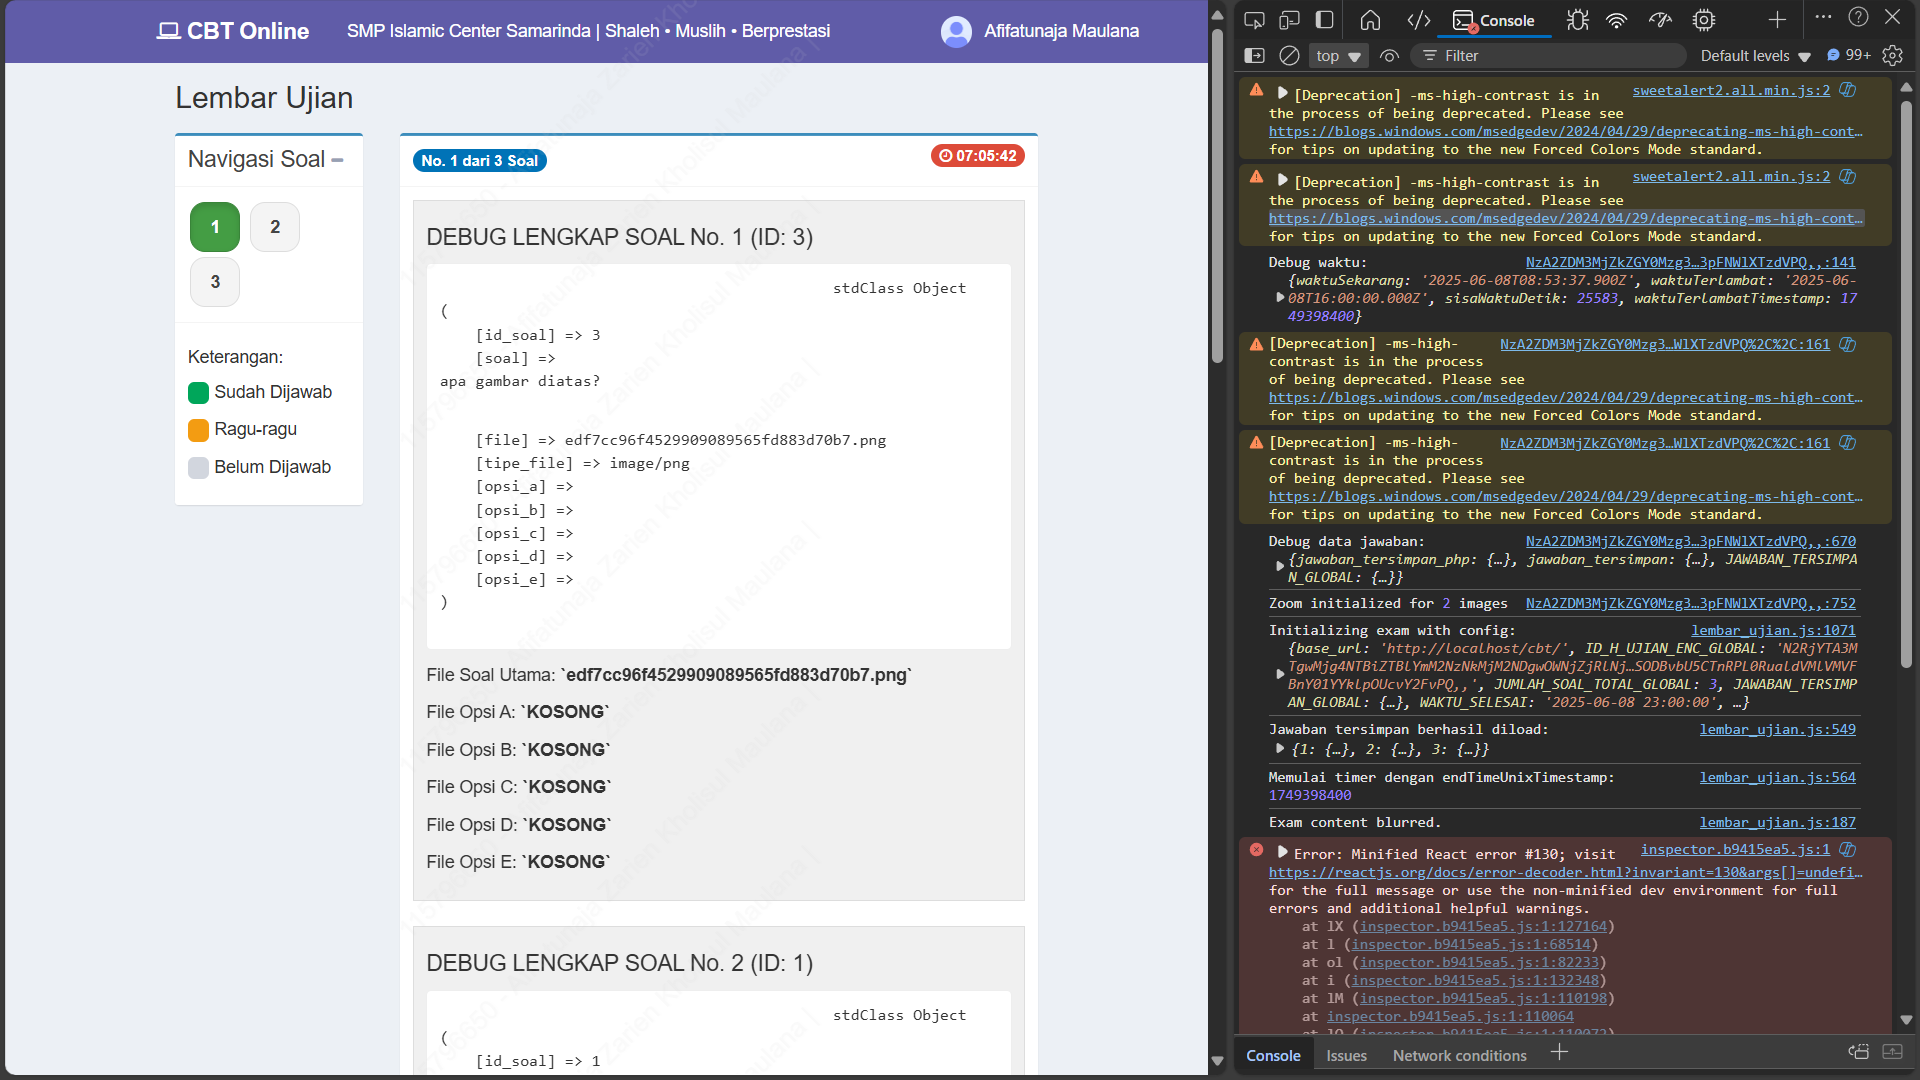 CBT Online
SMP Islamic Center Samarinda | Shaleh • Muslih • Berprestasi
Afifatunaja Maulana
Lembar Ujian
Navigasi Soal
1
2
3
Keterangan:
Sudah Dijawab
Ragu-ragu
Belum Dijawab
No. 1 dari 3 Soal
07:05:42
DEBUG LENGKAP SOAL No. 1 (ID: 3)
stdClass Object
(
[id_soal] => 3
[soal] =>
apa gambar diatas?
[file] => edf7cc96f4529909089565fd883d70b7.png
[tipe_file] => image/png
[opsi_a] =>
[opsi_b] =>
[opsi_c] =>
[opsi_d] =>
[opsi_e] =>
)
File Soal Utama: `edf7cc96f4529909089565fd883d70b7.png`
File Opsi A: `KOSONG`
File Opsi B: `KOSONG`
File Opsi C: `KOSONG`
File Opsi D: `KOSONG`
File Opsi E: `KOSONG`
DEBUG LENGKAP SOAL No. 2 (ID: 1)
stdClass Object
(
[id_soal] => 1
Console
top
Filter
Default levels
99+
[Deprecation] -ms-high-contrast is in sweetalert2.all.min.js:2
the process of being deprecated. Please see
https://blogs.windows.com/msedgedev/2024/04/29/deprecating-ms-high-cont…
for tips on updating to the new Forced Colors Mode standard.
[Deprecation] -ms-high-contrast is in sweetalert2.all.min.js:2
the process of being deprecated. Please see
https://blogs.windows.com/msedgedev/2024/04/29/deprecating-ms-high-cont…
for tips on updating to the new Forced Colors Mode standard.
Debug waktu: NzA2ZDM3MjZkZGY0Mzg3…3pFNWlXTzdVPQ,,:141
{waktuSekarang: '2025-06-08T08:53:37.900Z', waktuTerlambat: '2025-06-
08T16:00:00.000Z', sisaWaktuDetik: 25583, waktuTerlambatTimestamp: 17
49398400}
[Deprecation] -ms-high- NzA2ZDM3MjZkZGY0Mzg3…WlXTzdVPQ%2C%2C:161
contrast is in the process
of being deprecated. Please see
https://blogs.windows.com/msedgedev/2024/04/29/deprecating-ms-high-cont…
for tips on updating to the new Forced Colors Mode standard.
[Deprecation] -ms-high- NzA2ZDM3MjZkZGY0Mzg3…WlXTzdVPQ%2C%2C:161
contrast is in the process
of being deprecated. Please see
https://blogs.windows.com/msedgedev/2024/04/29/deprecating-ms-high-cont…
for tips on updating to the new Forced Colors Mode standard.
Debug data jawaban: NzA2ZDM3MjZkZGY0Mzg3…3pFNWlXTzdVPQ,,:670
{jawaban_tersimpan_php: {…}, jawaban_tersimpan: {…}, JAWABAN_TERSIMPA
N_GLOBAL: {…}}
Zoom initialized for 2 images NzA2ZDM3MjZkZGY0Mzg3…3pFNWlXTzdVPQ,,:752
Initializing exam with config: lembar_ujian.js:1071
{base_url: 'http://localhost/cbt/', ID_H_UJIAN_ENC_GLOBAL: 'N2RjYTA3M
TgwMjg4NTBiZTBlYmM2NzNkMjM2NDgwOWNjZjRlNj…SODBvbU5CTnRPL0RualdVMlVMVF
BnY01YYklpOUcvY2FvPQ,,', JUMLAH_SOAL_TOTAL_GLOBAL: 3, JAWABAN_TERSIMP
AN_GLOBAL: {…}, WAKTU_SELESAI: '2025-06-08 23:00:00', …}
Jawaban tersimpan berhasil diload: lembar_ujian.js:549
{1: {…}, 2: {…}, 3: {…}}
Memulai timer dengan endTimeUnixTimestamp: lembar_ujian.js:564
1749398400
Exam content blurred. lembar_ujian.js:187
Error: Minified React error #130; visit inspector.b9415ea5.js:1
https://reactjs.org/docs/error-decoder.html?invariant=130&args[]=undefi…
for the full message or use the non-minified dev environment for full
errors and additional helpful warnings.
at lX (inspector.b9415ea5.js:1:127164)
at l (inspector.b9415ea5.js:1:68514)
at ol (inspector.b9415ea5.js:1:82233)
at i (inspector.b9415ea5.js:1:132348)
at lM (inspector.b9415ea5.js:1:110198)
at inspector.b9415ea5.js:1:110064
Console
Issues
Network conditions